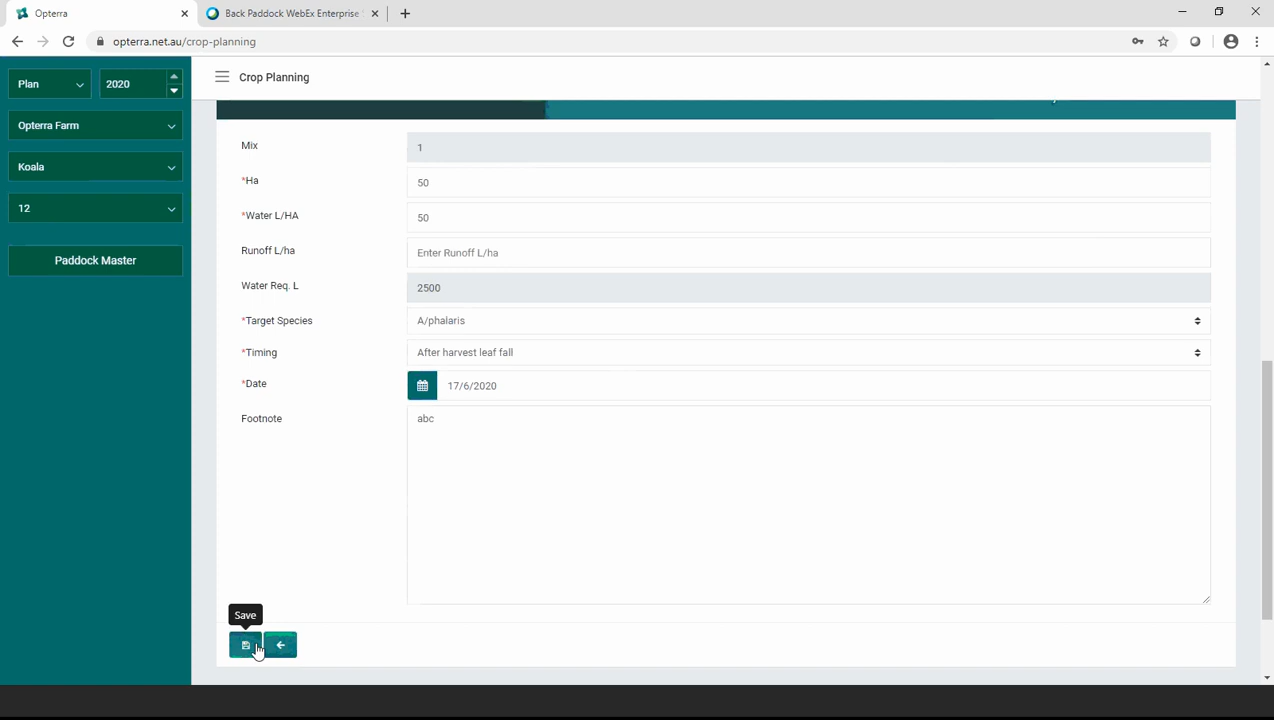 Opterra
Back Paddock WebEx Enterprise
opterra.net.au/crop-planning
Plan
2020
Crop Planning
Opterra Farm
Koala
12
Paddock Master
Mix
1
*Ha
50
*Water L/HA
50
Runoff L/ha
Enter Runoff L/ha
Water Req. L
2500
*Target Species
A/phalaris
*Timing
After harvest leaf fall
*Date
17/6/2020
Footnote
abc
Save